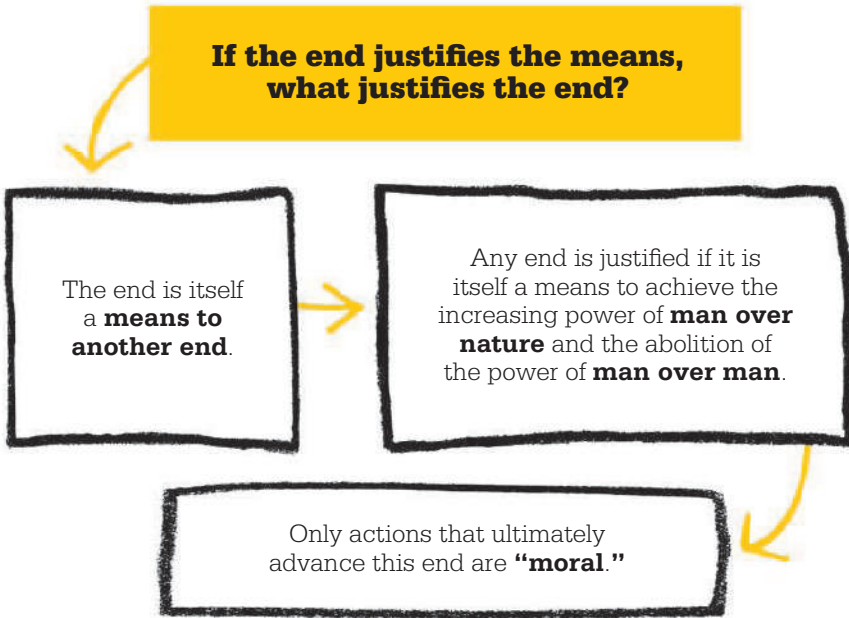 If the end justifies the means,
what justifies the end?
The end is itself
a means to
another end.
Any end is justified if it is
itself a means to achieve the
increasing power of man over
nature and the abolition of
the power of man over man.
Only actions that ultimately
advance this end are “moral.”